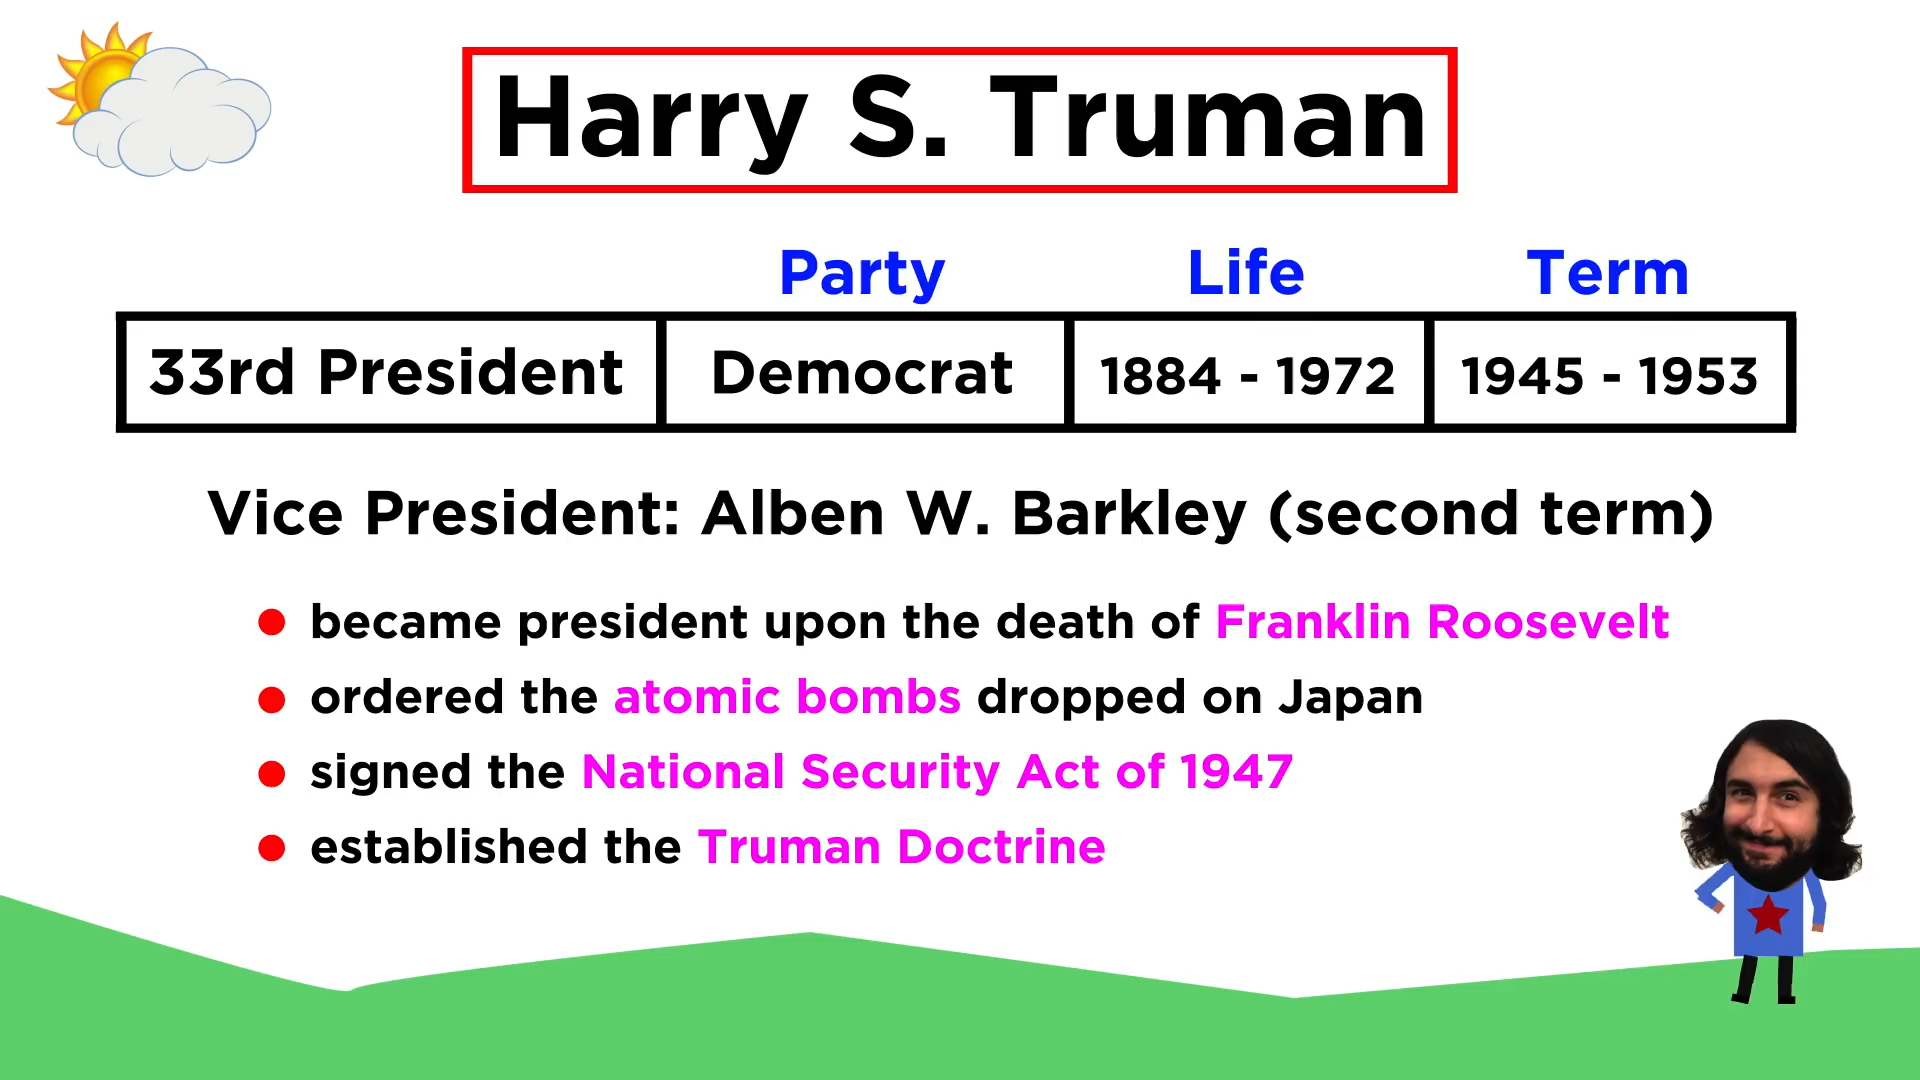 Harry S. Truman
Party Life Term
33rd President Democrat 1884 - 1972 1945 - 1953
Vice President: Alben W. Barkley (second term)
became president upon the death of Franklin Roosevelt
ordered the atomic bombs dropped on Japan
signed the National Security Act of 1947
established the Truman Doctrine